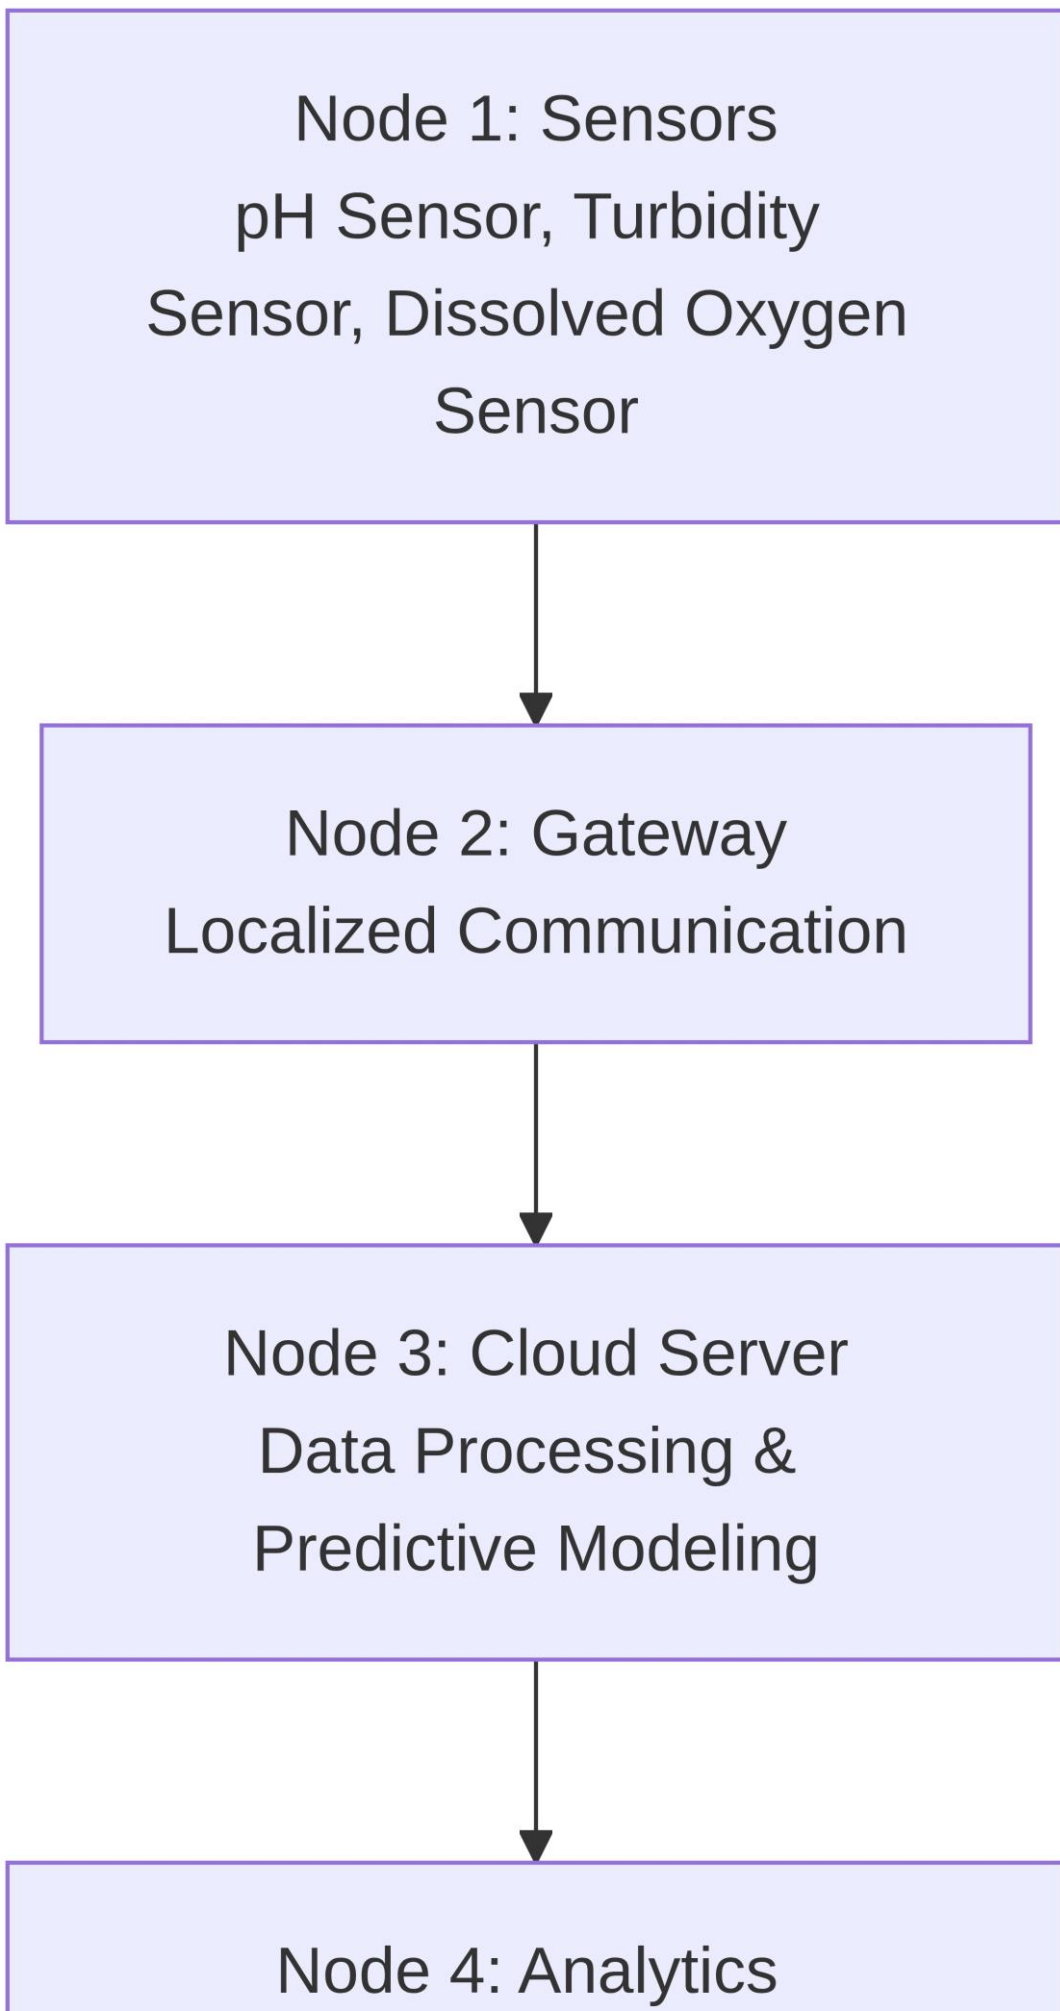 Node 1: Sensors
pH Sensor, Turbidity
Sensor, Dissolved Oxygen
Sensor
Node 2: Gateway
Localized Communication
Node 3: Cloud Server
Data Processing &
Predictive Modeling
Node 4: Analytics